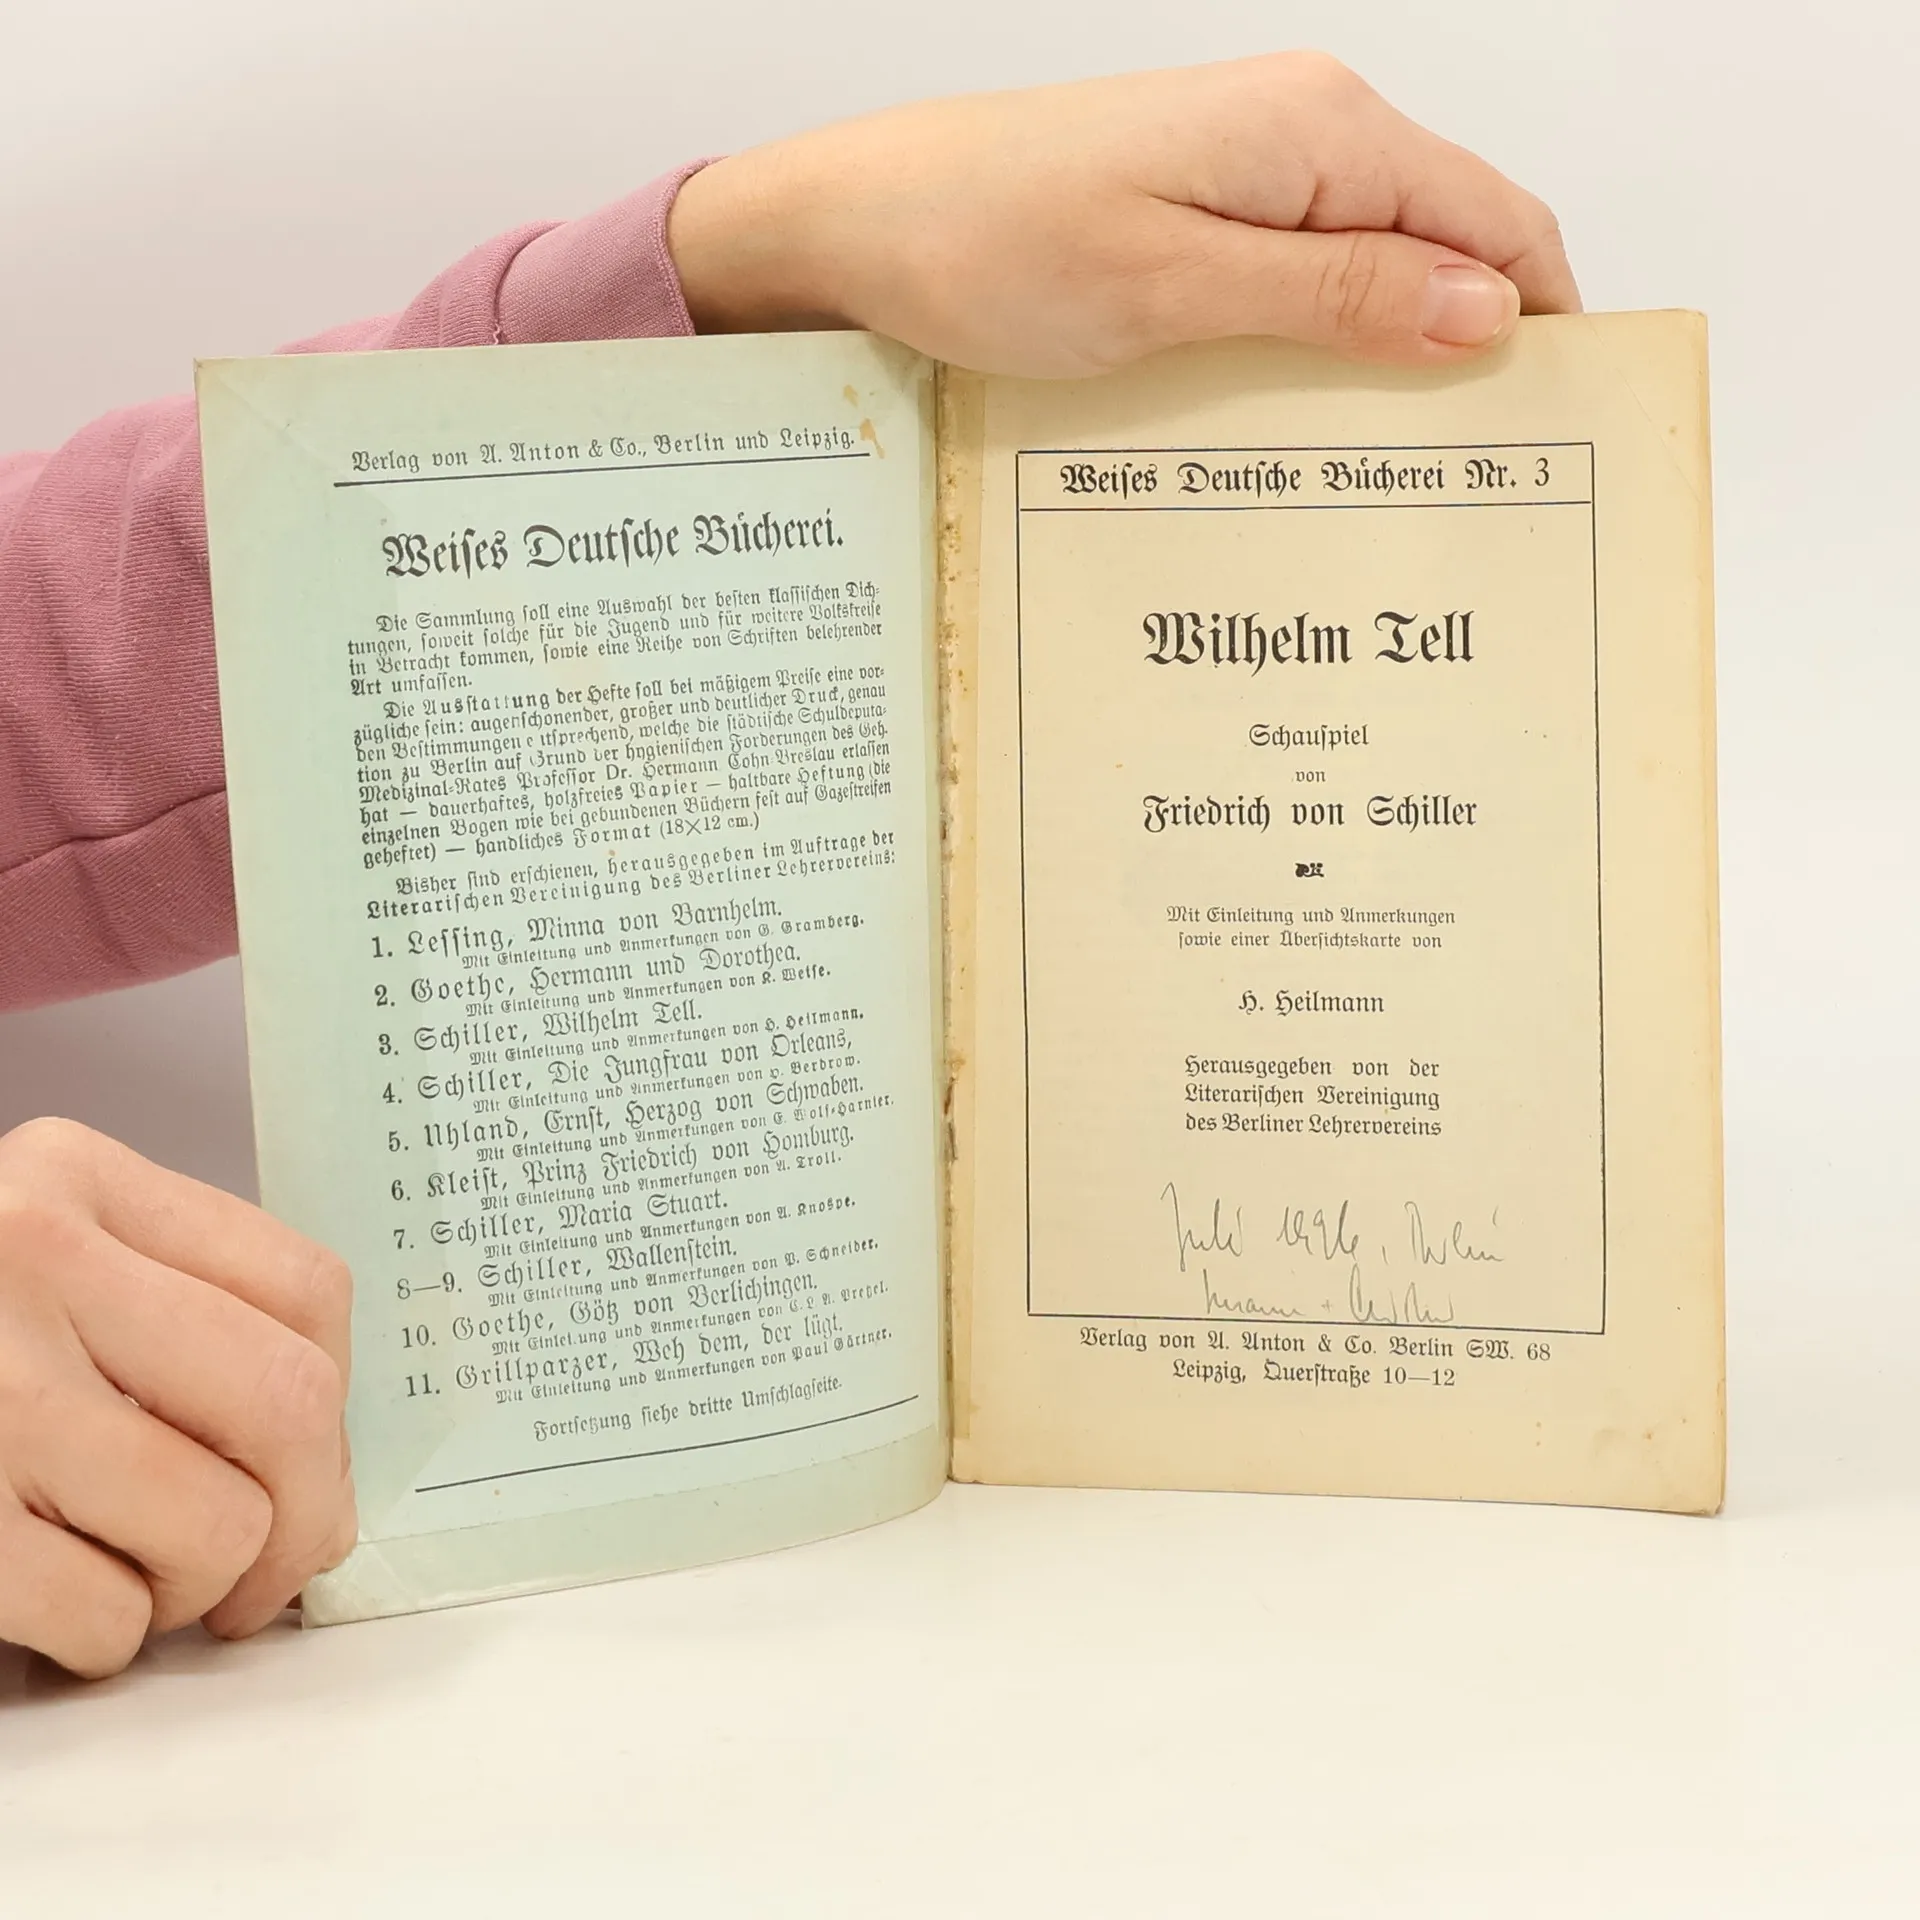 Verlag von A. Anton & Co., Berlin und Leipzig.
Weiſes Deutſche Bücherei.
Die Sammlung ſoll eine Auswahl der beſten klaſſiſchen Dich-
tungen, ſoweit ſolche für die Jugend und für weitere Volkskreiſe
in Betracht kommen, ſowie eine Reihe von Schriften belehrender
Art umfaſſen.
Die Ausſtattung der Hefte ſoll bei mäßigem Preiſe eine vor-
zügliche ſein: augenſchonender, großer und deutlicher Druck, genau
den Beſtimmungen entſprechend, welche die ſtädtiſche Schuldeputa-
tion zu Berlin auf Grund der hygieniſchen Forderungen des Geh.
Medizinal-Rates Profeſſor Dr. Hermann Cohn-Breslau erlaſſen
hat — dauerhaftes, holzfreies Papier — haltbare Heftung (die
einzelnen Bogen wie bei gebundenen Büchern feſt auf Gazeſtreifen
geheftet) — handliches Format (18×12 cm.)
Bisher ſind erſchienen, herausgegeben im Auftrage der
Literariſchen Vereinigung des Berliner Lehrervereins:
1. Leſſing, Minna von Barnhelm.
Mit Einleitung und Anmerkungen von G. Gramberg.
2. Goethe, Hermann und Dorothea.
Mit Einleitung und Anmerkungen von K. Weiſe.
3. Schiller, Wilhelm Tell.
Mit Einleitung und Anmerkungen von H. Heilmann.
4. Schiller, Die Jungfrau von Orleans,
Mit Einleitung und Anmerkungen von H. Berdrow.
5. Uhland, Ernſt, Herzog von Schwaben.
Mit Einleitung und Anmerkungen von E. Wolf-Harnier.
6. Kleiſt, Prinz Friedrich von Homburg.
Mit Einleitung und Anmerkungen von A. Troll.
7. Schiller, Maria Stuart.
Mit Einleitung und Anmerkungen von A. Knoſpe.
8—9. Schiller, Wallenſtein.
Mit Einleitung und Anmerkungen von P. Schneider.
10. Goethe, Götz von Berlichingen.
Mit Einleitung und Anmerkungen von C. L. A. Pretzel.
11. Grillparzer, Weh dem, der lügt.
Mit Einleitung und Anmerkungen von Paul Gärtner.
Fortſetzung ſiehe dritte Umſchlagſeite.
Weiſes Deutſche Bücherei Nr. 3
Wilhelm Tell
Schauſpiel
von
Friedrich von Schiller
Mit Einleitung und Anmerkungen
ſowie einer Überſichtskarte von
H. Heilmann
Herausgegeben von der
Literariſchen Vereinigung
des Berliner Lehrervereins
Juli 1996, Berlin
Verlag von A. Anton & Co. Berlin SW. 68
Leipzig, Querſtraße 10—12